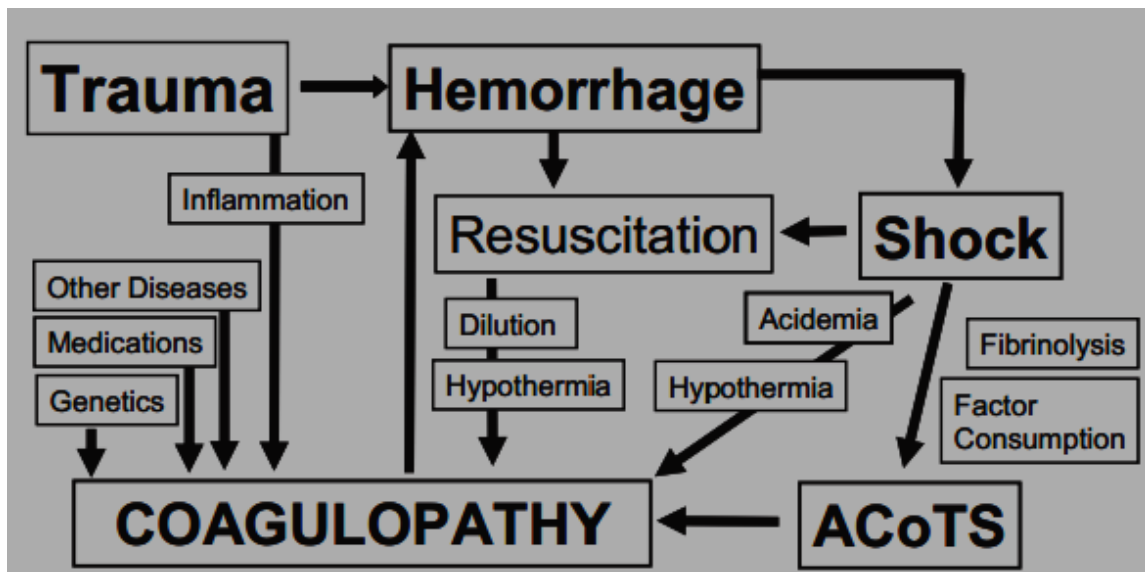 Trauma
Hemorrhage
Inflammation
Resuscitation
Shock
Other Diseases
Medications
Genetics
Dilution
Hypothermia
Acidemia
Hypothermia
Fibrinolysis
Factor
Consumption
COAGULOPATHY
ACoTS